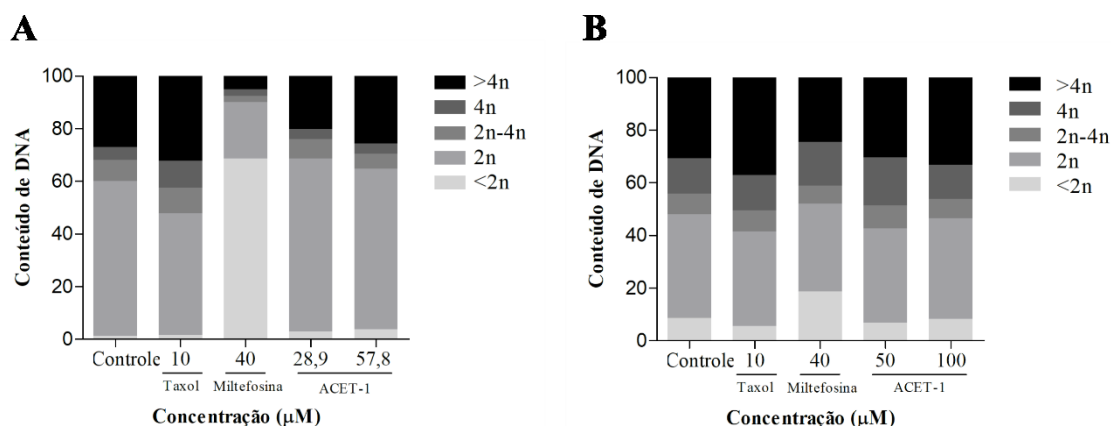 A
Conteúdo de DNA
100
80
60
40
20
0
>4n
4n
2n-4n
2n
<2n
Controle 10 40 28,9 57,8
Taxol Miltefosina ACET-1
Concentração (µM)
B
Conteúdo de DNA
100
80
60
40
20
0
>4n
4n
2n-4n
2n
<2n
Controle 10 40 50 100
Taxol Miltefosina ACET-1
Concentração (µM)